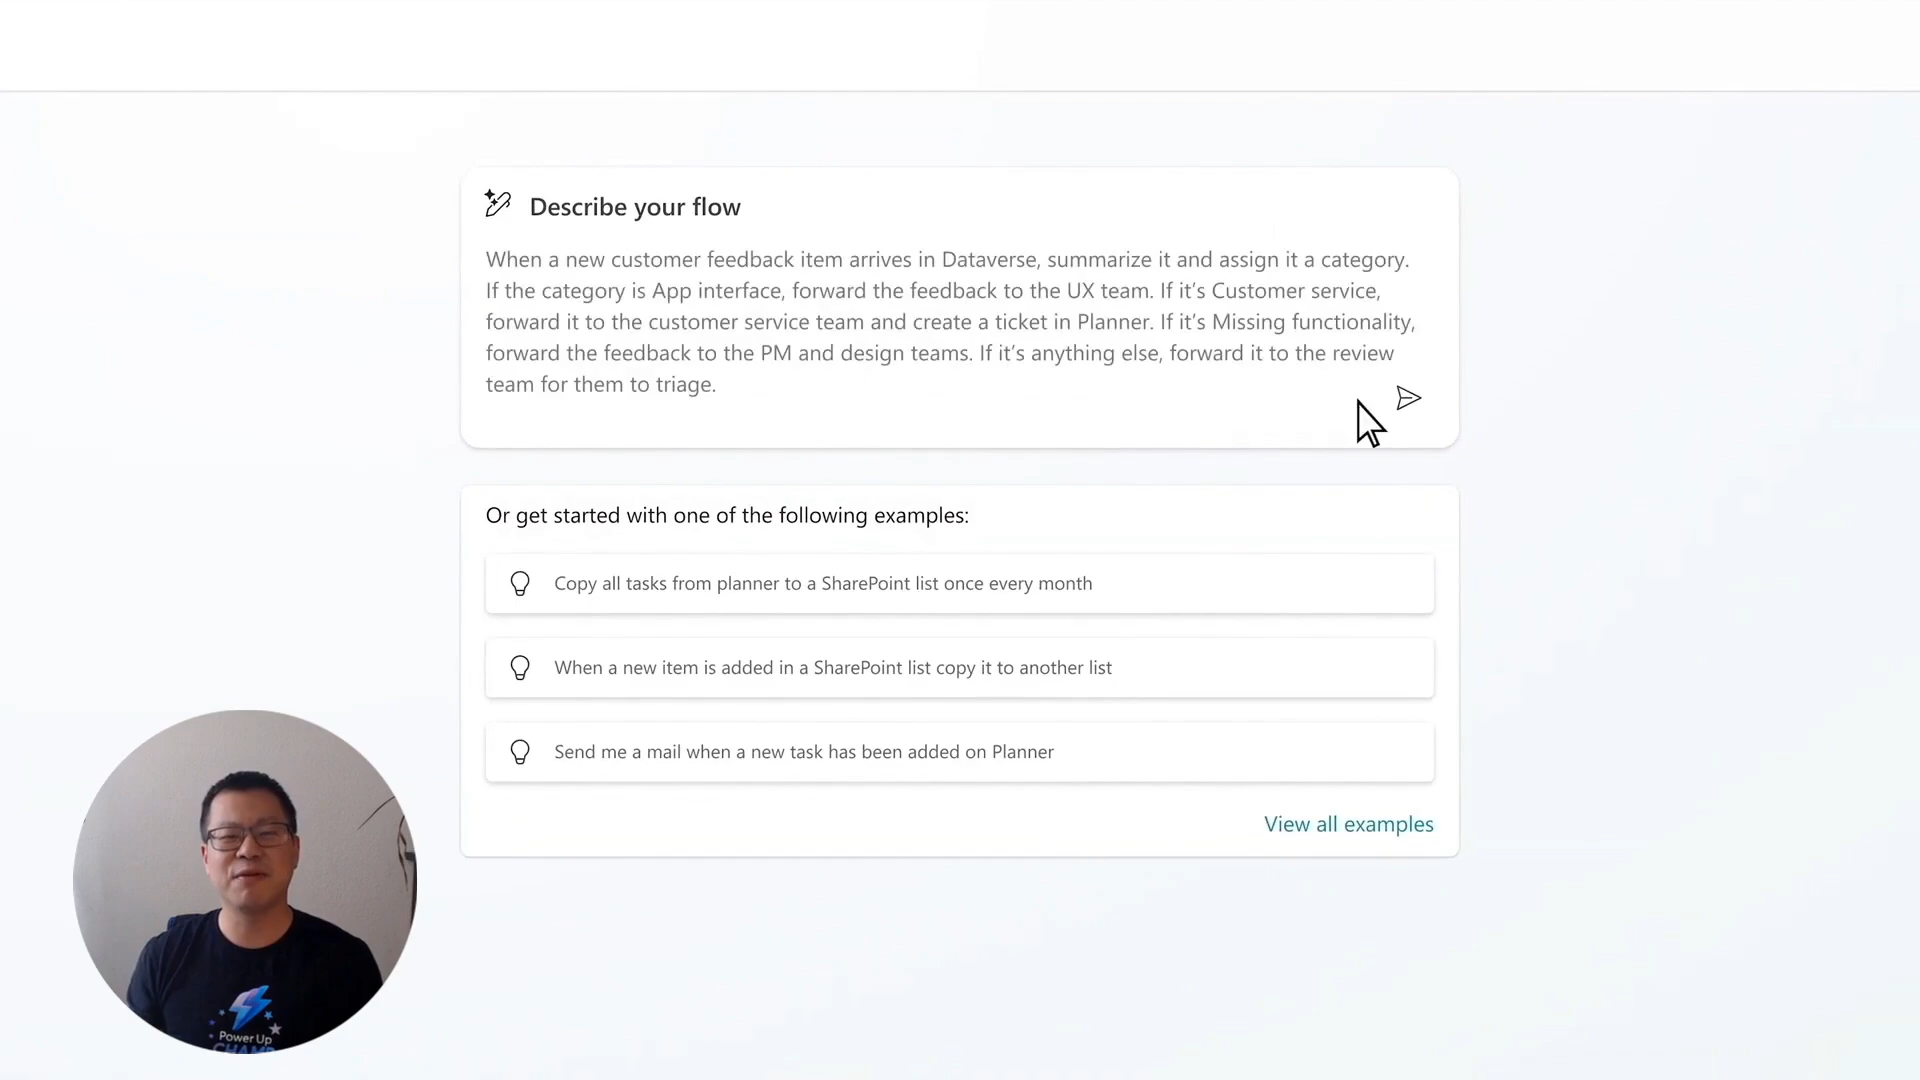 Describe your flow
When a new customer feedback item arrives in Dataverse, summarize it and assign it a category.
If the category is App interface, forward the feedback to the UX team. If it’s Customer service,
forward it to the customer service team and create a ticket in Planner. If it’s Missing functionality,
forward the feedback to the PM and design teams. If it’s anything else, forward it to the review
team for them to triage.
Or get started with one of the following examples:
Copy all tasks from planner to a SharePoint list once every month
When a new item is added in a SharePoint list copy it to another list
Send me a mail when a new task has been added on Planner
View all examples
Power Up
CHAMP